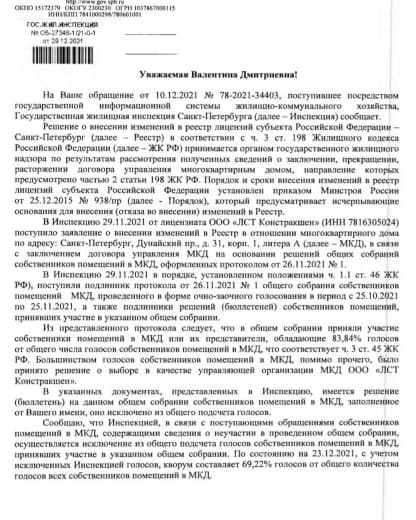 http://www.gov.spb.ru
ОКПО 15172379 ОКОГУ 2300230 ОГРН 1037867000115
ИНН/КПП 7841000298/780601001
ГОС.ЖИЛ.ИНСПЕКЦИЯ
№ ОБ-27346-1/21-0-1
от 29.12.2021
Уважаемая Валентина Дмитриевна!
На Ваше обращение от 10.12.2021 № 78-2021-34403, поступившее посредством
государственной информационной системы жилищно-коммунального хозяйства,
Государственная жилищная инспекция Санкт-Петербурга (далее – Инспекция) сообщает.
Решение о внесении изменений в реестр лицензий субъекта Российской Федерации –
Санкт-Петербург (далее – Реестр) в соответствии с ч. 3 ст. 198 Жилищного кодекса
Российской Федерации (далее – ЖК РФ) принимается органом государственного жилищного
надзора по результатам рассмотрения полученных сведений о заключении, прекращении,
расторжении договора управления многоквартирным домом, направление которых
предусмотрено частью 2 статьи 198 ЖК РФ. Порядок и сроки внесения изменений в реестр
лицензий субъекта Российской Федерации установлен приказом Минстроя России
от 25.12.2015 № 938/пр (далее - Порядок), который предусматривает исчерпывающие
основания для внесения (отказа во внесении) изменений в Реестр.
В Инспекцию 29.11.2021 от лицензиата ООО «ЛСТ Констракшен» (ИНН 7816305024)
поступило заявление о внесении изменений в Реестр в отношении многоквартирного дома
по адресу: Санкт-Петербург, Дунайский пр., д. 31, корп. 1, литера А (далее – МКД), в связи
с заключением договора управления МКД на основании решений общих собраний
собственников помещений в МКД, оформленных протоколом от 26.11.2021 № 1.
В Инспекцию 29.11.2021 в порядке, установленном положениями ч. 1.1 ст. 46 ЖК
РФ), поступили подлинник протокола от 26.11.2021 № 1 общего собрания собственников
помещений МКД, проведенного в форме очно-заочного голосования в период с 25.10.2021
по 25.11.2021, а также подлинники решений (бюллетеней) собственников помещений,
принявших участие в указанном общем собрании.
Из представленного протокола следует, что в общем собрании приняли участие
собственники помещений в МКД или их представители, обладающие 83,84% голосов
от общего числа голосов собственников помещений в МКД, что соответствует ч. 3 ст. 45 ЖК
РФ. Большинством голосов собственников помещений в МКД, помимо прочего, было
принято решение о выборе в качестве управляющей организации МКД ООО «ЛСТ
Констракшен».
В указанных документах, представленных в Инспекцию, имеется решение
(бюллетень) на данном общем собрании собственников помещений в МКД, заполненное
от Вашего имени, оно исключено из общего подсчета голосов.
Сообщаю, что Инспекцией, в связи с поступающими обращениями собственников
помещений в МКД, содержащими сведения о неучастии в проведенном общем собрании,
осуществляется исключение из общего подсчета голосов собственников помещений в МКД,
принявших участие в указанном общем собрании. По состоянию на 23.12.2021, с учетом
исключенных Инспекцией голосов, кворум составляет 69,22% голосов от общего количества
голосов всех собственников помещений в МКД.